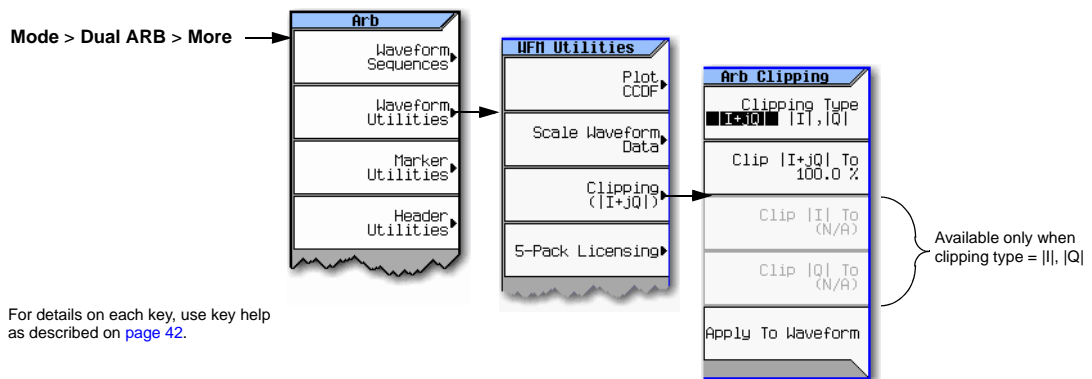 Mode > Dual ARB > More
Arb
Waveform
Sequences
Waveform
Utilities
Marker
Utilities
Header
Utilities
WFM Utilities
Plot
CCDF
Scale Waveform
Data
Clipping
(|I+jQ|)
5-Pack Licensing
Arb Clipping
Clipping Type
|I+jQ| |I|,|Q|
Clip |I+jQ| To
100.0 %
Clip |I| To
(N/A)
Clip |Q| To
(N/A)
Apply To Waveform
Available only when
clipping type = |I|, |Q|
For details on each key, use key help
as described on page 42.